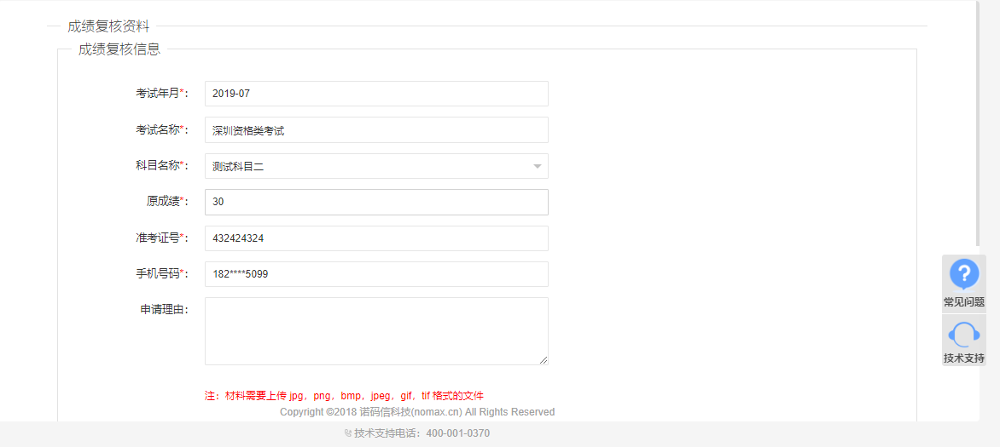 成绩复核资料
成绩复核信息
考试年月*： 2019-07
考试名称*： 深圳资格类考试
科目名称*： 测试科目二
原成绩*： 30
准考证号*： 432424324
手机号码*： 182****5099
申请理由：
常见问题
技术支持
注：材料需要上传 jpg，png，bmp，jpeg，gif，tif 格式的文件
Copyright ©2018 诺码信科技(nomax.cn) All Rights Reserved
技术支持电话：400-001-0370